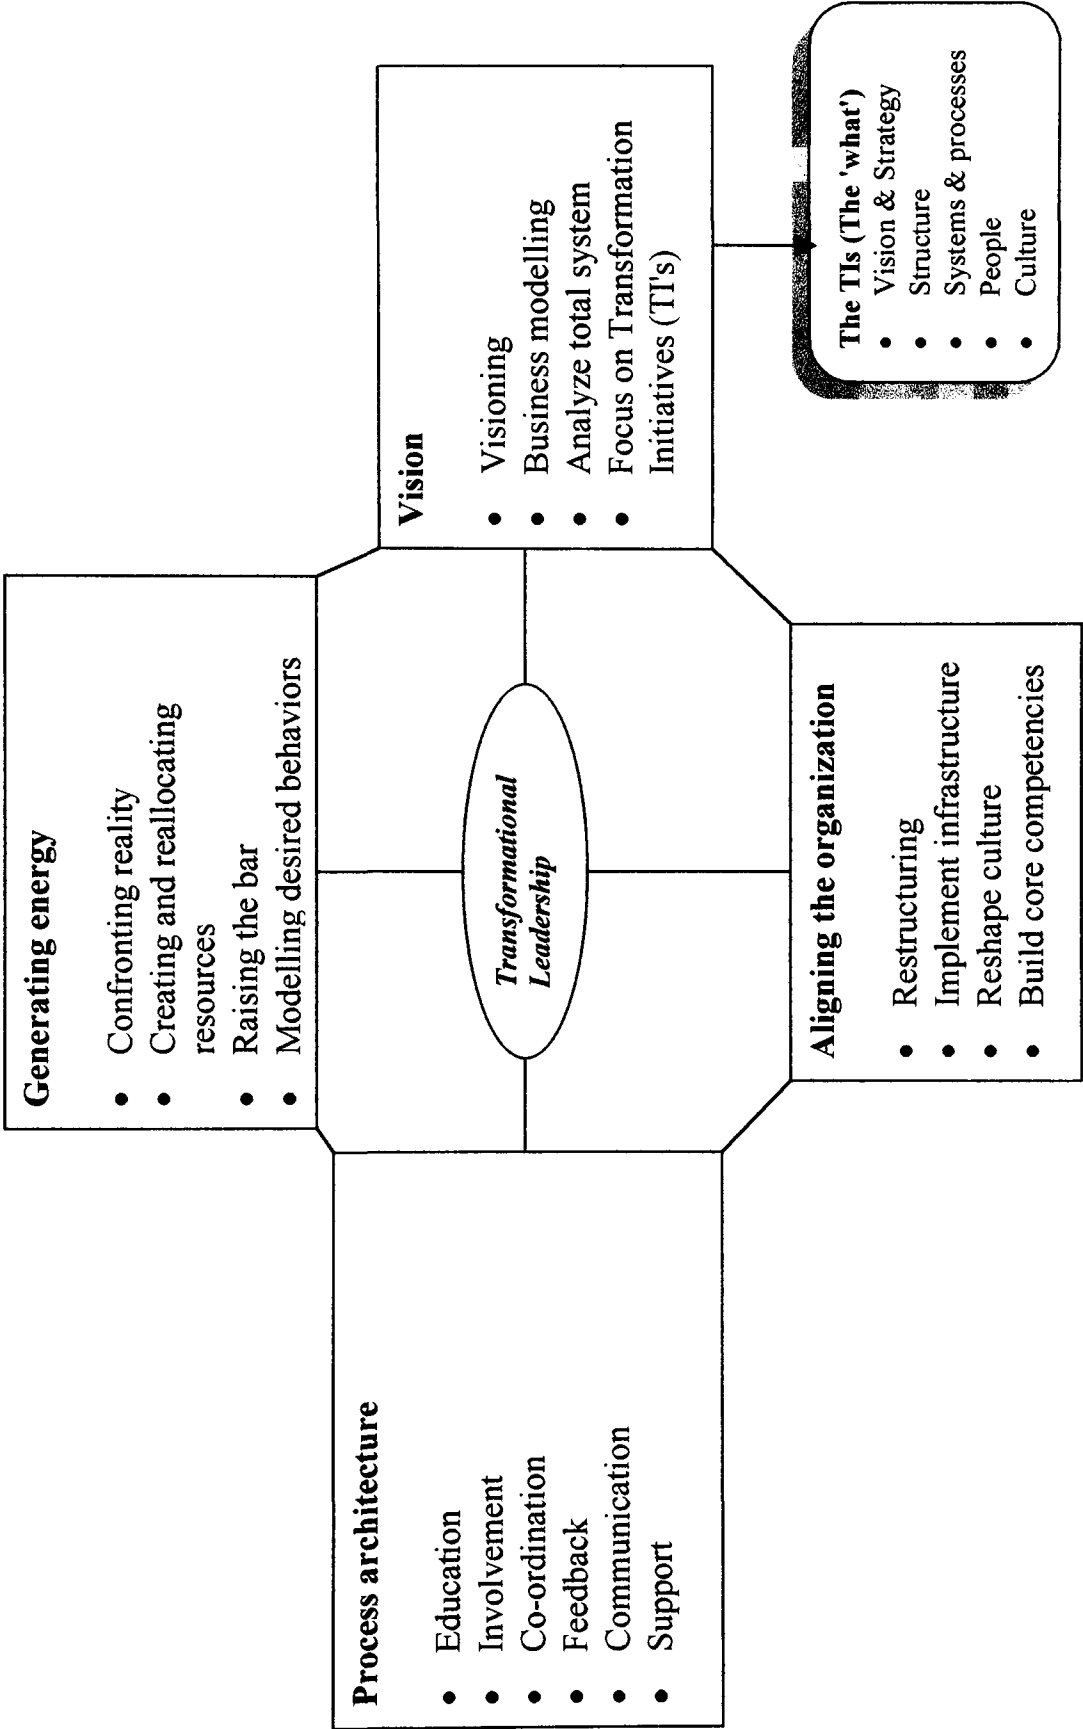 Generating energy
• Confronting reality
• Creating and reallocating
resources
• Raising the bar
• Modelling desired behaviors
Process architecture
• Education
• Involvement
• Co-ordination
• Feedback
• Communication
• Support
Transformational
Leadership
Vision
• Visioning
• Business modelling
• Analyze total system
• Focus on Transformation
Initiatives (TI's)
Aligning the organization
• Restructuring
• Implement infrastructure
• Reshape culture
• Build core competencies
The TIs (The 'what')
• Vision & Strategy
• Structure
• Systems & processes
• People
• Culture